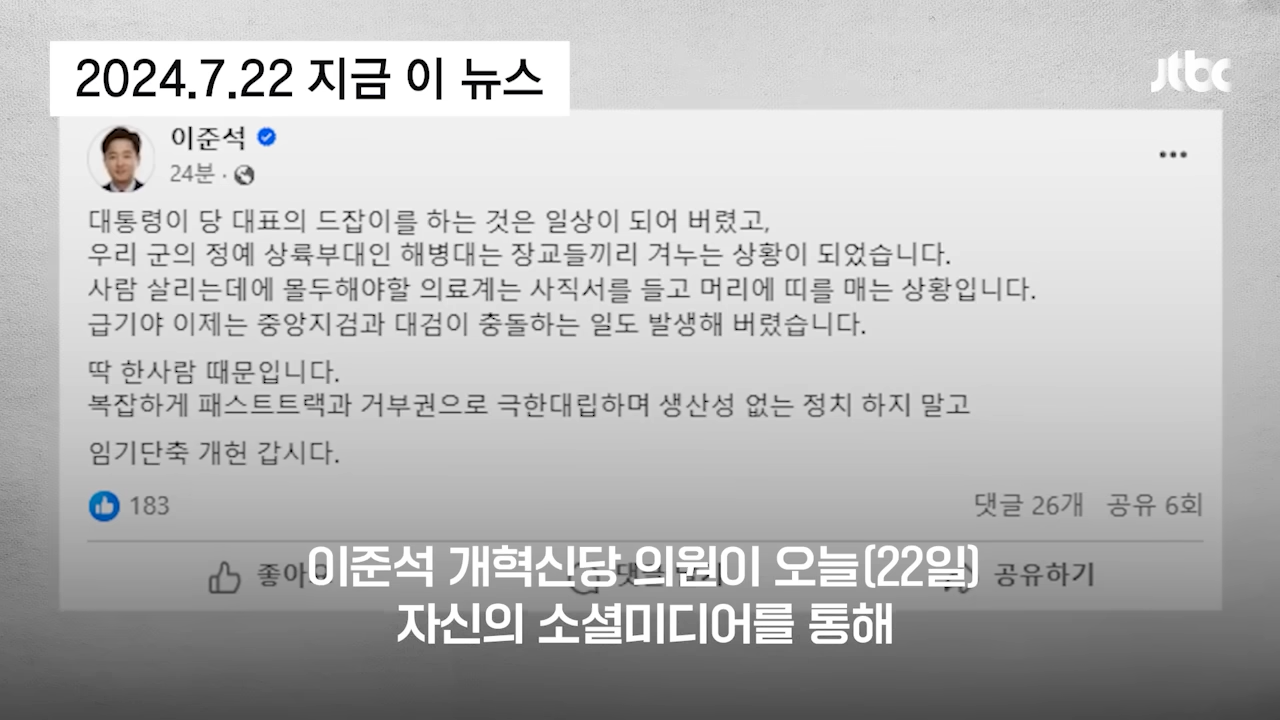 2024.7.22 지금 이 뉴스
jtbc
이준석
24분 ·
대통령이 당 대표의 드잡이를 하는 것은 일상이 되어 버렸고,
우리 군의 정예 상륙부대인 해병대는 장교들끼리 겨누는 상황이 되었습니다.
사람 살리는데에 몰두해야할 의료계는 사직서를 들고 머리에 띠를 매는 상황입니다.
급기야 이제는 중앙지검과 대검이 충돌하는 일도 발생해 버렸습니다.
딱 한사람 때문입니다.
복잡하게 패스트트랙과 거부권으로 극한대립하며 생산성 없는 정치 하지 말고
임기단축 개헌 갑시다.
183 댓글 26개 공유 6회
공유하기
이준석 개혁신당 의원이 오늘(22일)
자신의 소셜미디어를 통해